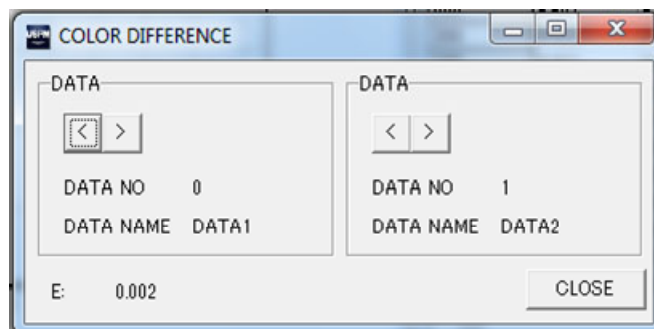 COLOR DIFFERENCE
DATA
< >
DATA NO 0
DATA NAME DATA1
DATA
< >
DATA NO 1
DATA NAME DATA2
E: 0.002
CLOSE